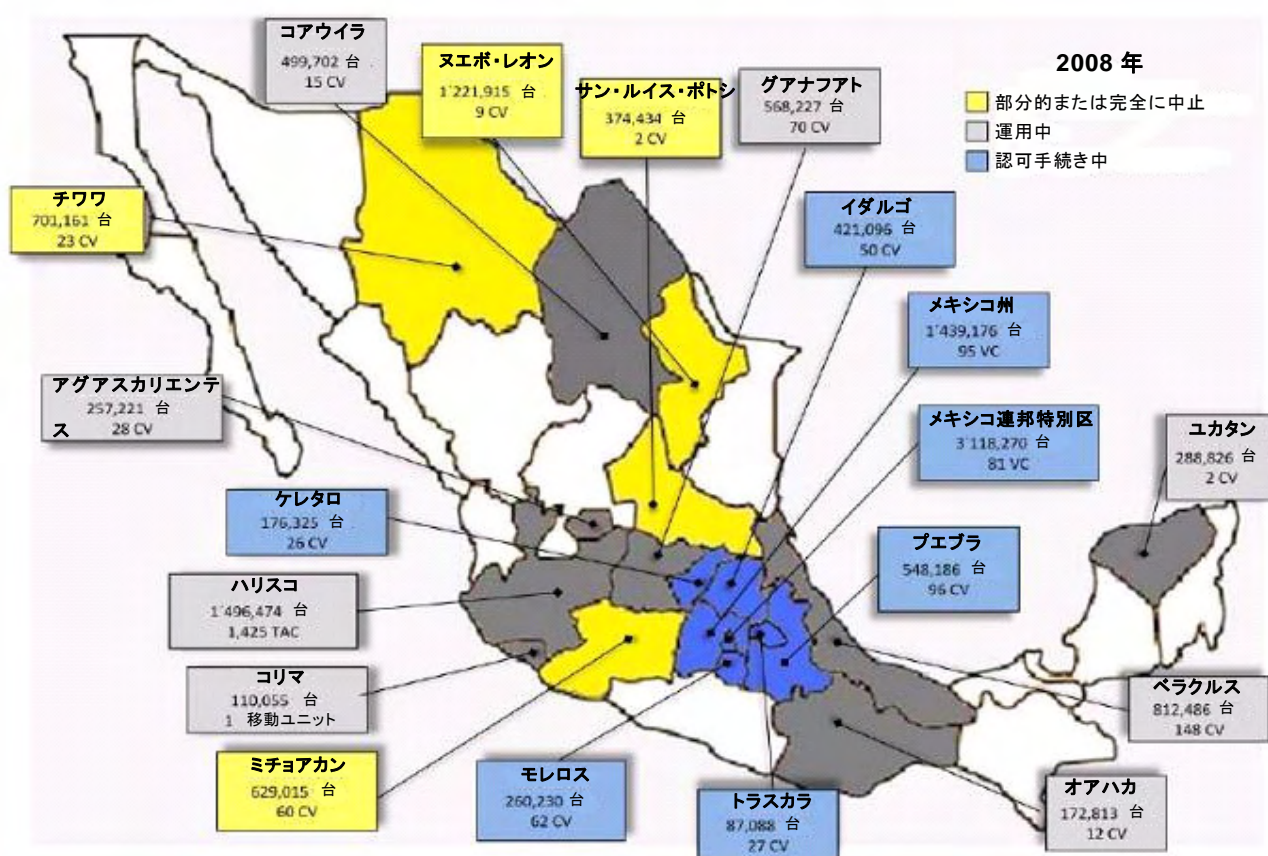 コアウイラ
499,702 台
15 CV
ヌエボ・レオン
1'221,915 台
9 CV
サン・ルイス・ポトシ
374,434 台
2 CV
グアナフアト
568,227 台
70 CV
2008 年
部分的または完全に中止
運用中
認可手続き中
チワワ
701,161 台
23 CV
イダルゴ
421,096 台
50 CV
メキシコ州
1'439,176 台
95 VC
アグアスカリエンテ
257,221 台
ス 28 CV
メキシコ連邦特別区
3'118,270 台
81 VC
ユカタン
288,826 台
2 CV
ケレタロ
176,325 台
26 CV
プエブラ
548,186 台
96 CV
ハリスコ
1'496,474 台
1,425 TAC
コリマ
110,055 台
1 移動ユニット
ベラクルス
812,486 台
148 CV
ミチョアカン
629,015 台
60 CV
モレロス
260,230 台
62 CV
トラスカラ
87,088 台
27 CV
オアハカ
172,813 台
12 CV